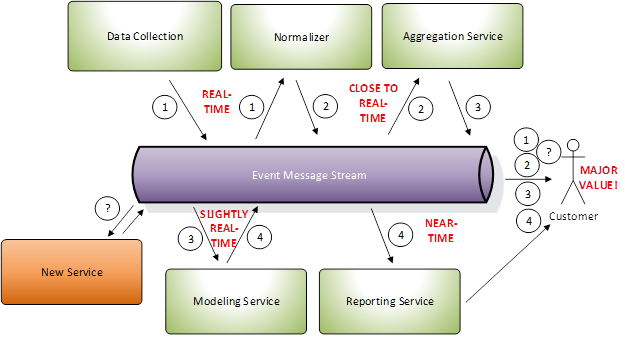 Data Collection
Normalizer
Aggregation Service
1
REAL-
TIME
1
2
CLOSE TO
REAL-
TIME
2
3
Event Message Stream
1
?
2
3
4
MAJOR
VALUE!
Customer
?
3
SLIGHTLY
REAL-
TIME
4
4
NEAR-
TIME
New Service
Modeling Service
Reporting Service